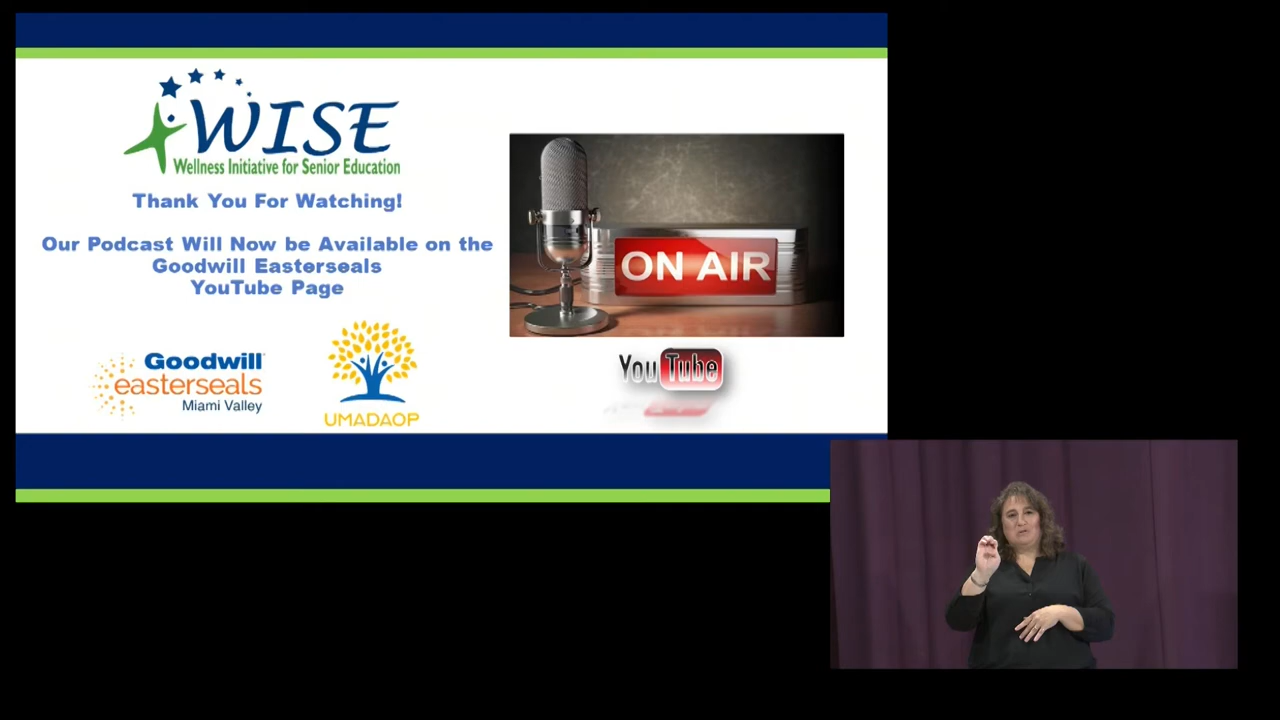 WISE
Wellness Initiative for Senior Education
Thank You For Watching!
Our Podcast Will Now be Available on the
Goodwill Easterseals
YouTube Page
ON AIR
Goodwill
easterseals
Miami Valley
UMADAOP
YouTube